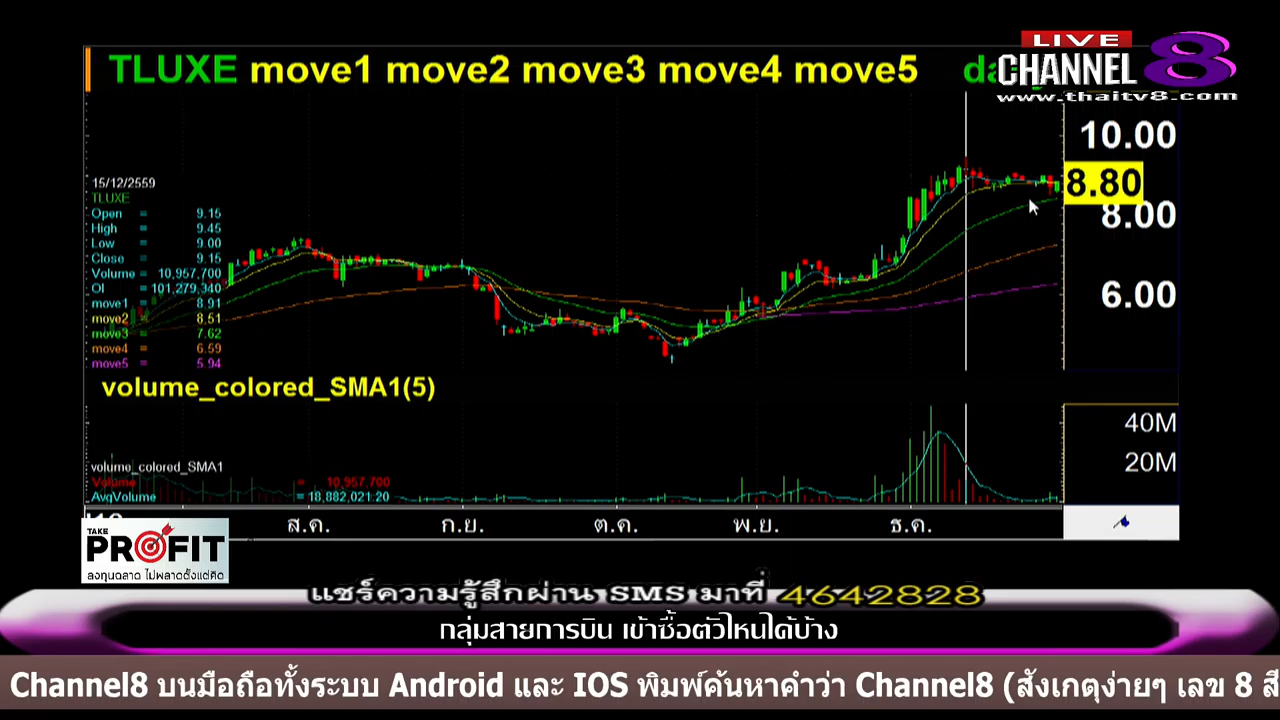 LIVE
CHANNEL 8
www.thaitv8.com
TLUXE move1 move2 move3 move4 move5
10.00
8.80
8.00
6.00
15/12/2559
TLUXE
Open = 9.15
High = 9.45
Low = 9.00
Close = 9.15
Volume = 10,957,700
OI = 101,279,340
move1 = 8.91
move2 = 8.51
move3 = 7.62
move4 = 6.59
move5 = 5.94
volume_colored_SMA1(5)
40M
20M
volume_colored_SMA1
Volume = 10,957,700
AvgVolume = 18,882,021.20
ส.ค. ก.ย. ต.ค. พ.ย. ธ.ค.
TAKE
PROFIT
ลงทุนฉลาด ไม่พลาดตั้งแต่คิด
แชร์ความรู้สึกผ่าน SMS มาที่ 4642828
กลุ่มสายการบิน เข้าซื้อตัวไหนได้บ้าง
Channel8 บนมือถือทั้งระบบ Android และ IOS พิมพ์ค้นหาคำว่า Channel8 (สังเกตุง่ายๆ เลข 8 สี